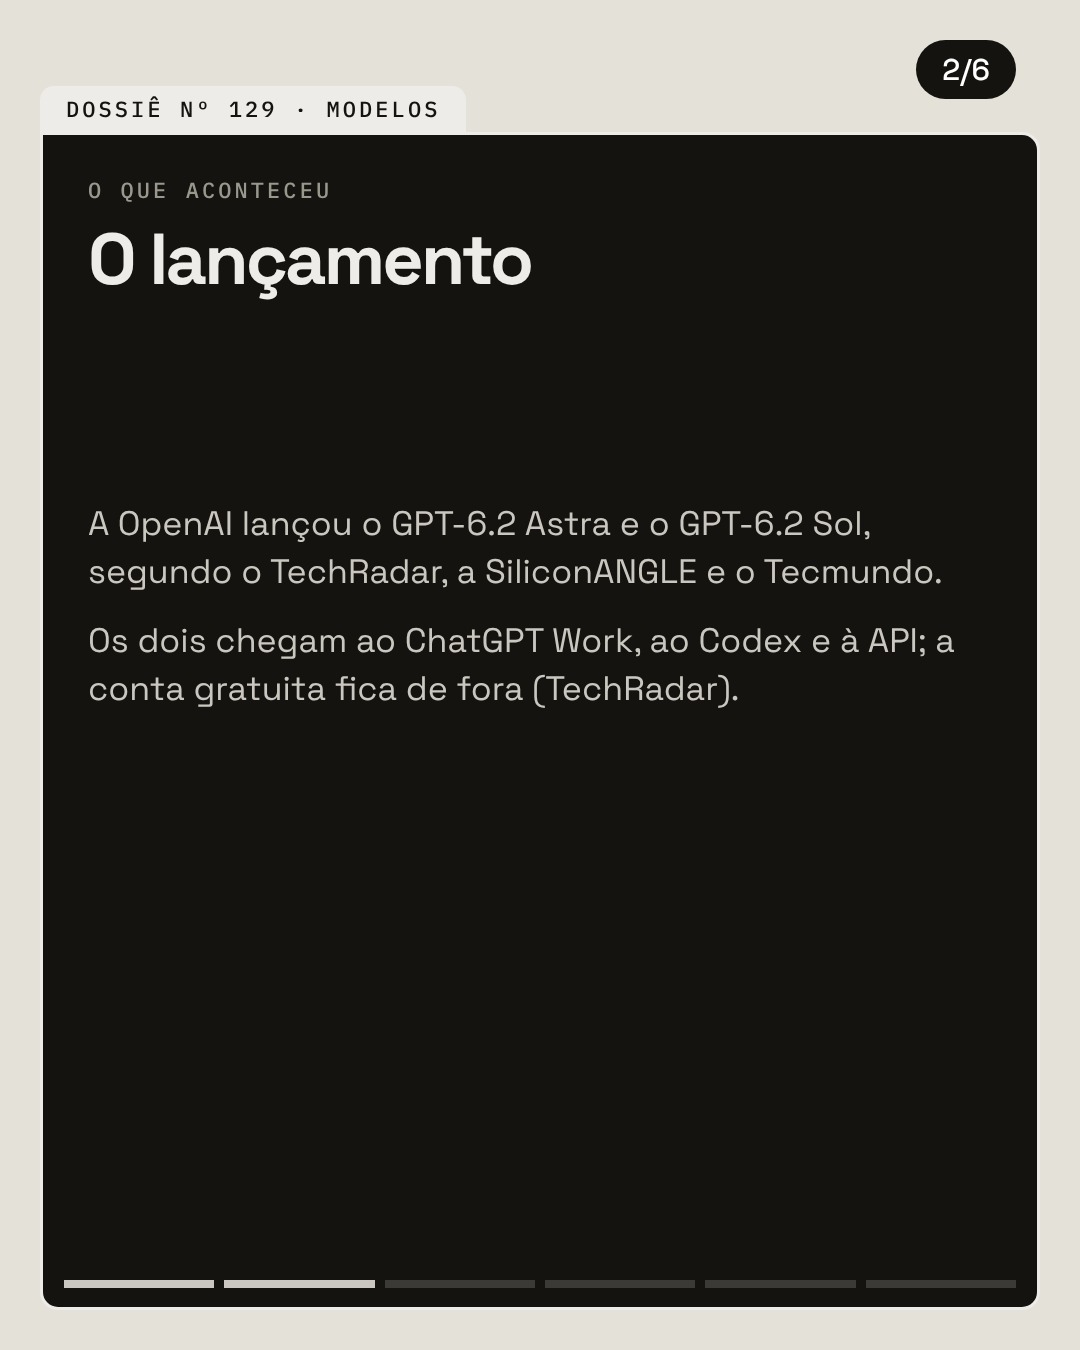 2/6
DOSSIÊ Nº 129 · MODELOS
O QUE ACONTECEU
O lançamento
A OpenAI lançou o GPT-6.2 Astra e o GPT-6.2 Sol,
segundo o TechRadar, a SiliconANGLE e o Tecmundo.
Os dois chegam ao ChatGPT Work, ao Codex e à API; a
conta gratuita fica de fora (TechRadar).